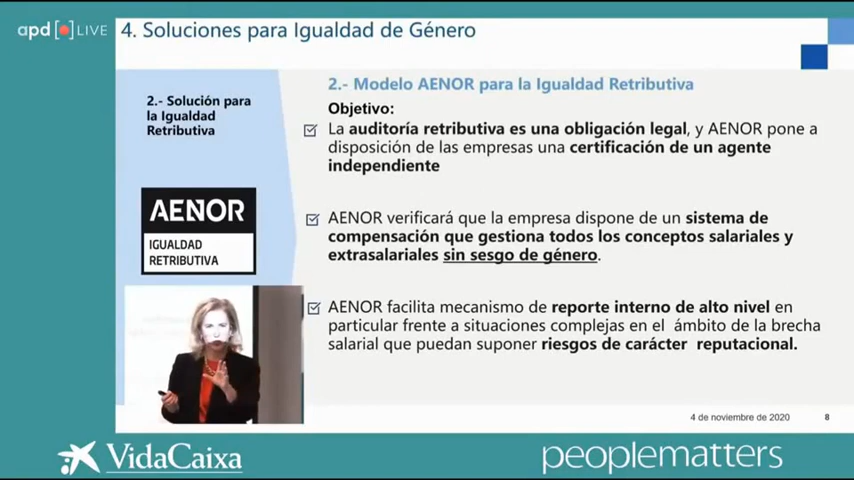 apd LIVE
4. Soluciones para Igualdad de Género
2.- Solución para
la Igualdad
Retributiva
AENOR
IGUALDAD
RETRIBUTIVA
2.- Modelo AENOR para la Igualdad Retributiva
Objetivo:
La auditoría retributiva es una obligación legal, y AENOR pone a
disposición de las empresas una certificación de un agente
independiente
AENOR verificará que la empresa dispone de un sistema de
compensación que gestiona todos los conceptos salariales y
extrasalariales sin sesgo de género.
AENOR facilita mecanismo de reporte interno de alto nivel en
particular frente a situaciones complejas en el ámbito de la brecha
salarial que puedan suponer riesgos de carácter reputacional.
4 de noviembre de 2020
8
VidaCaixa
peoplematters